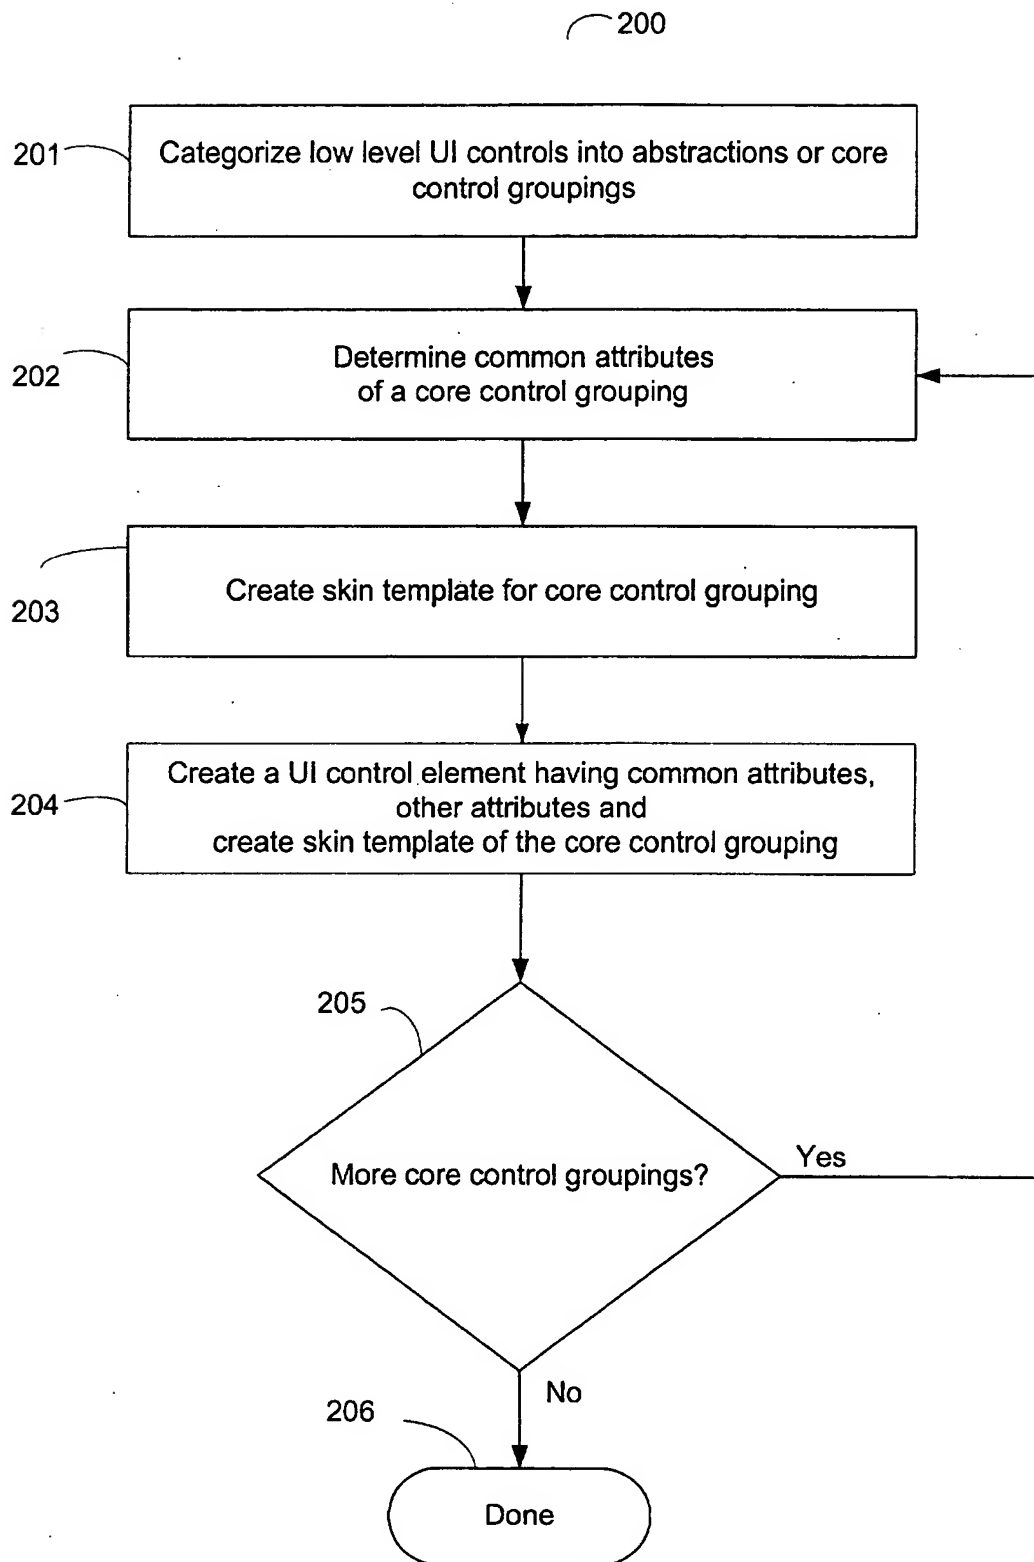 200
201
Categorize low level UI controls into abstractions or core
control groupings
202
Determine common attributes
of a core control grouping
203
Create skin template for core control grouping
204
Create a UI control element having common attributes,
other attributes and
create skin template of the core control grouping
205
More core control groupings?
Yes
No
206
Done